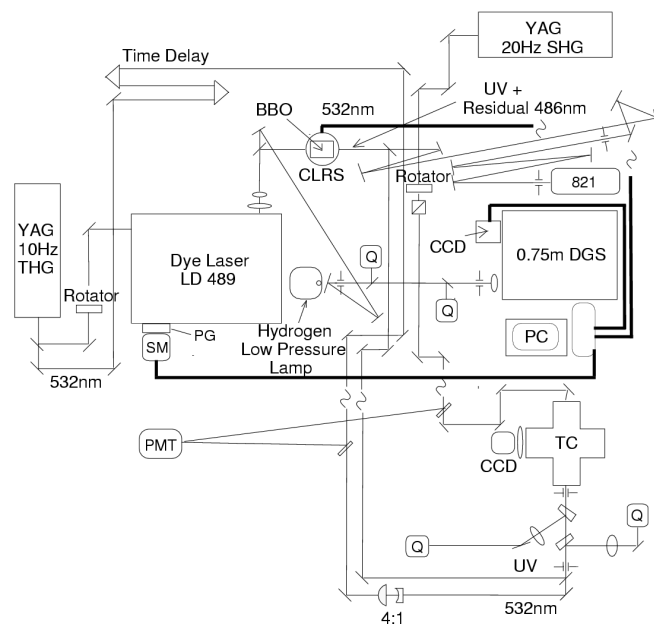 YAG
20Hz SHG
Time Delay
UV +
Residual 486nm
532nm
BBO
CLRS
Rotator
821
YAG
10Hz
THG
Dye Laser
LD 489
CCD
0.75m DGS
Q
Rotator
Q
PG
SM
Hydrogen
Low Pressure
Lamp
PC
532nm
PMT
TC
CCD
Q
Q
UV
532nm
4:1